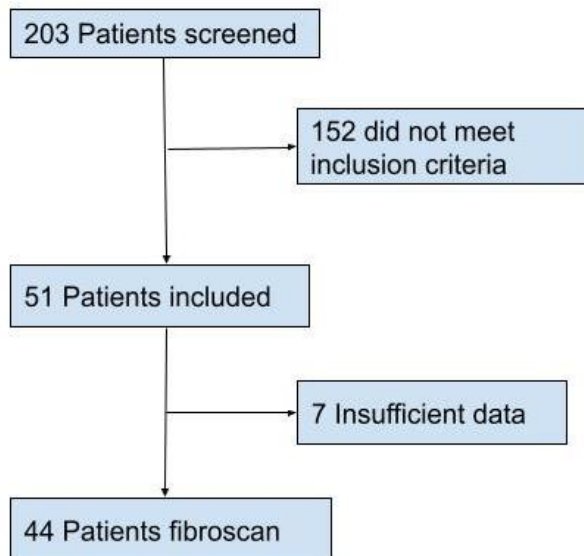 203 Patients screened
152 did not meet
inclusion criteria
51 Patients included
7 Insufficient data
44 Patients fibroscan